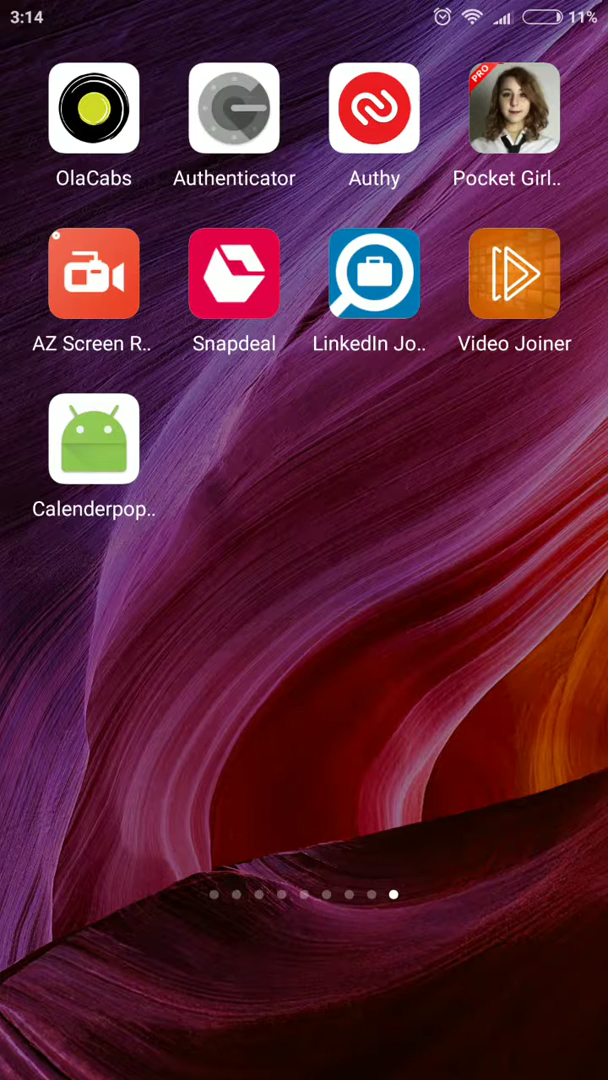 3:14
11%
PRO
OlaCabs
Authenticator
Authy
Pocket Girl..
AZ Screen R..
Snapdeal
LinkedIn Jo..
Video Joiner
Calenderpop..